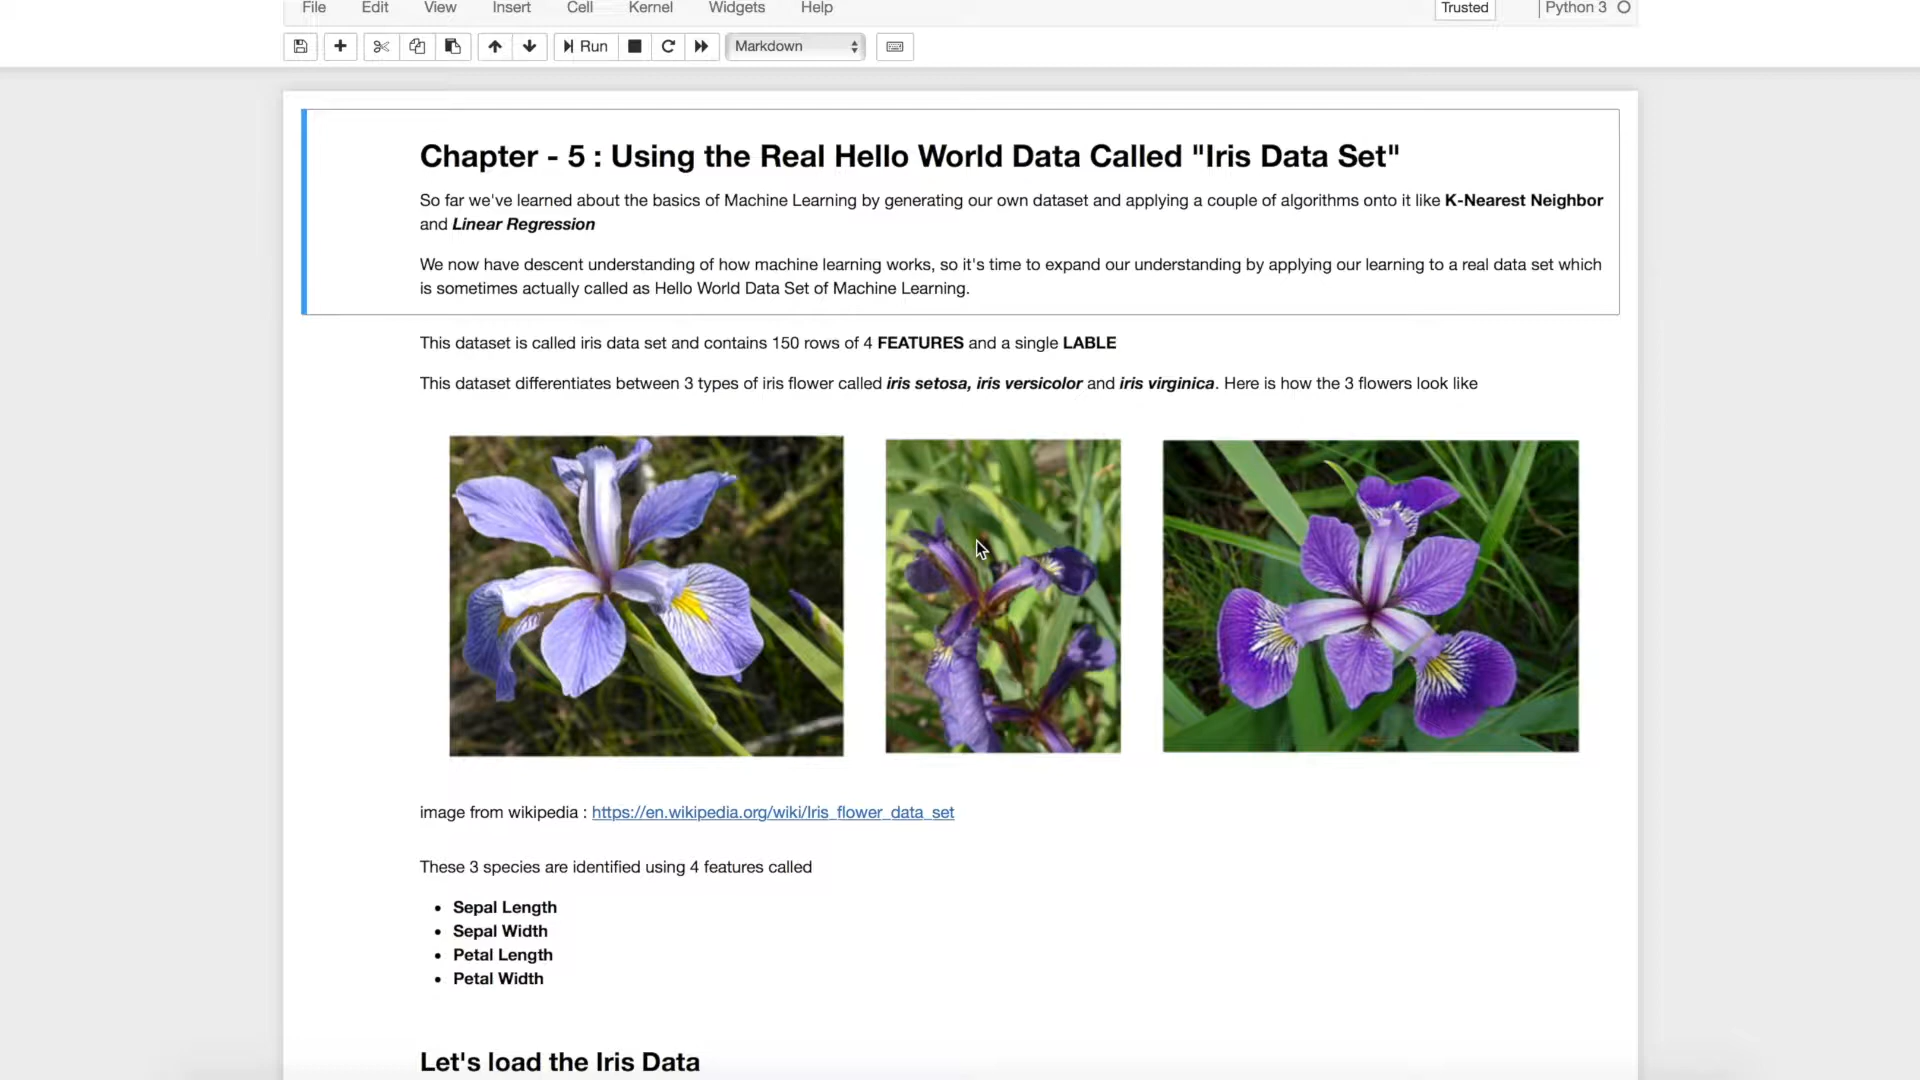 File Edit View Insert Cell Kernel Widgets Help Trusted Python 3
Run Markdown
Chapter - 5 : Using the Real Hello World Data Called "Iris Data Set"
So far we've learned about the basics of Machine Learning by generating our own dataset and applying a couple of algorithms onto it like K-Nearest Neighbor
and Linear Regression
We now have descent understanding of how machine learning works, so it's time to expand our understanding by applying our learning to a real data set which
is sometimes actually called as Hello World Data Set of Machine Learning.
This dataset is called iris data set and contains 150 rows of 4 FEATURES and a single LABLE
This dataset differentiates between 3 types of iris flower called iris setosa, iris versicolor and iris virginica. Here is how the 3 flowers look like
image from wikipedia : https://en.wikipedia.org/wiki/Iris_flower_data_set
These 3 species are identified using 4 features called
• Sepal Length
• Sepal Width
• Petal Length
• Petal Width
Let's load the Iris Data